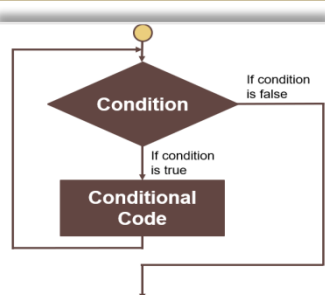 If condition
is false
Condition
If condition
is true
Conditional
Code